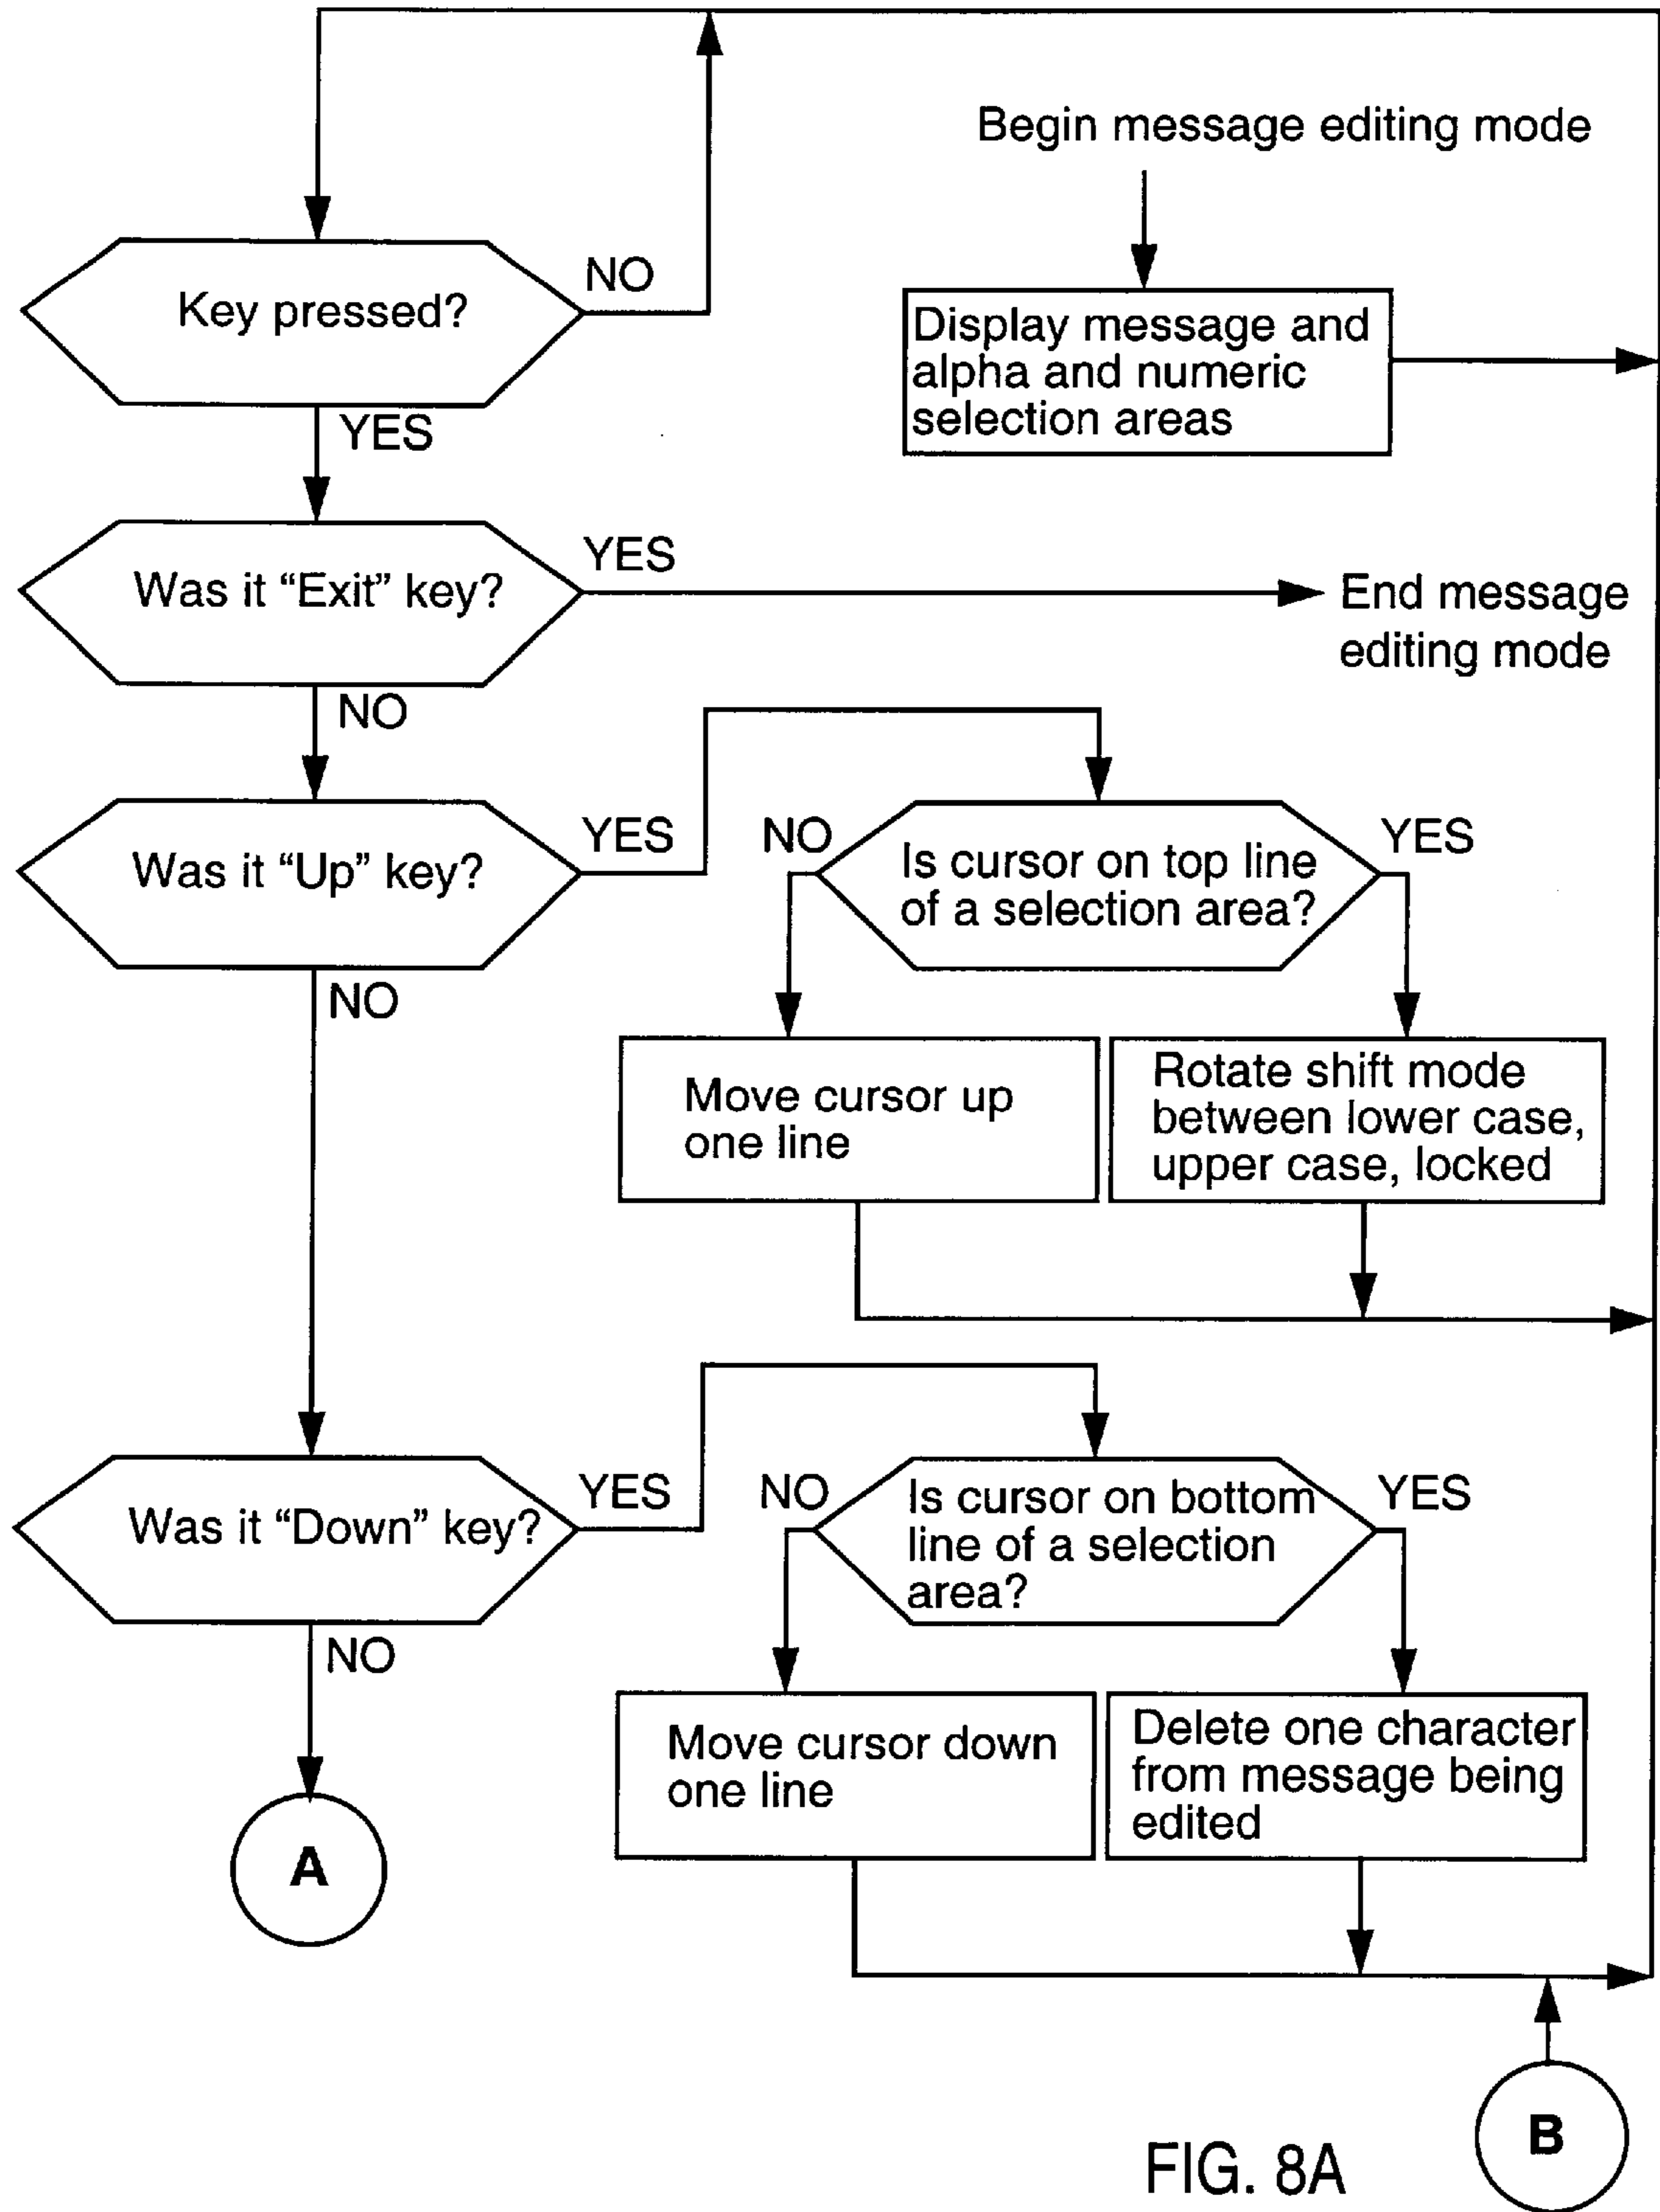 Begin message editing mode
Key pressed?
NO
Display message and
alpha and numeric
selection areas
YES
Was it “Exit” key?
YES
End message
editing mode
NO
Was it “Up” key?
YES
NO
Is cursor on top line
of a selection area?
YES
NO
Move cursor up
one line
Rotate shift mode
between lower case,
upper case, locked
Was it “Down” key?
YES
NO
Is cursor on bottom
line of a selection
area?
YES
NO
Move cursor down
one line
Delete one character
from message being
edited
A
B
FIG. 8A